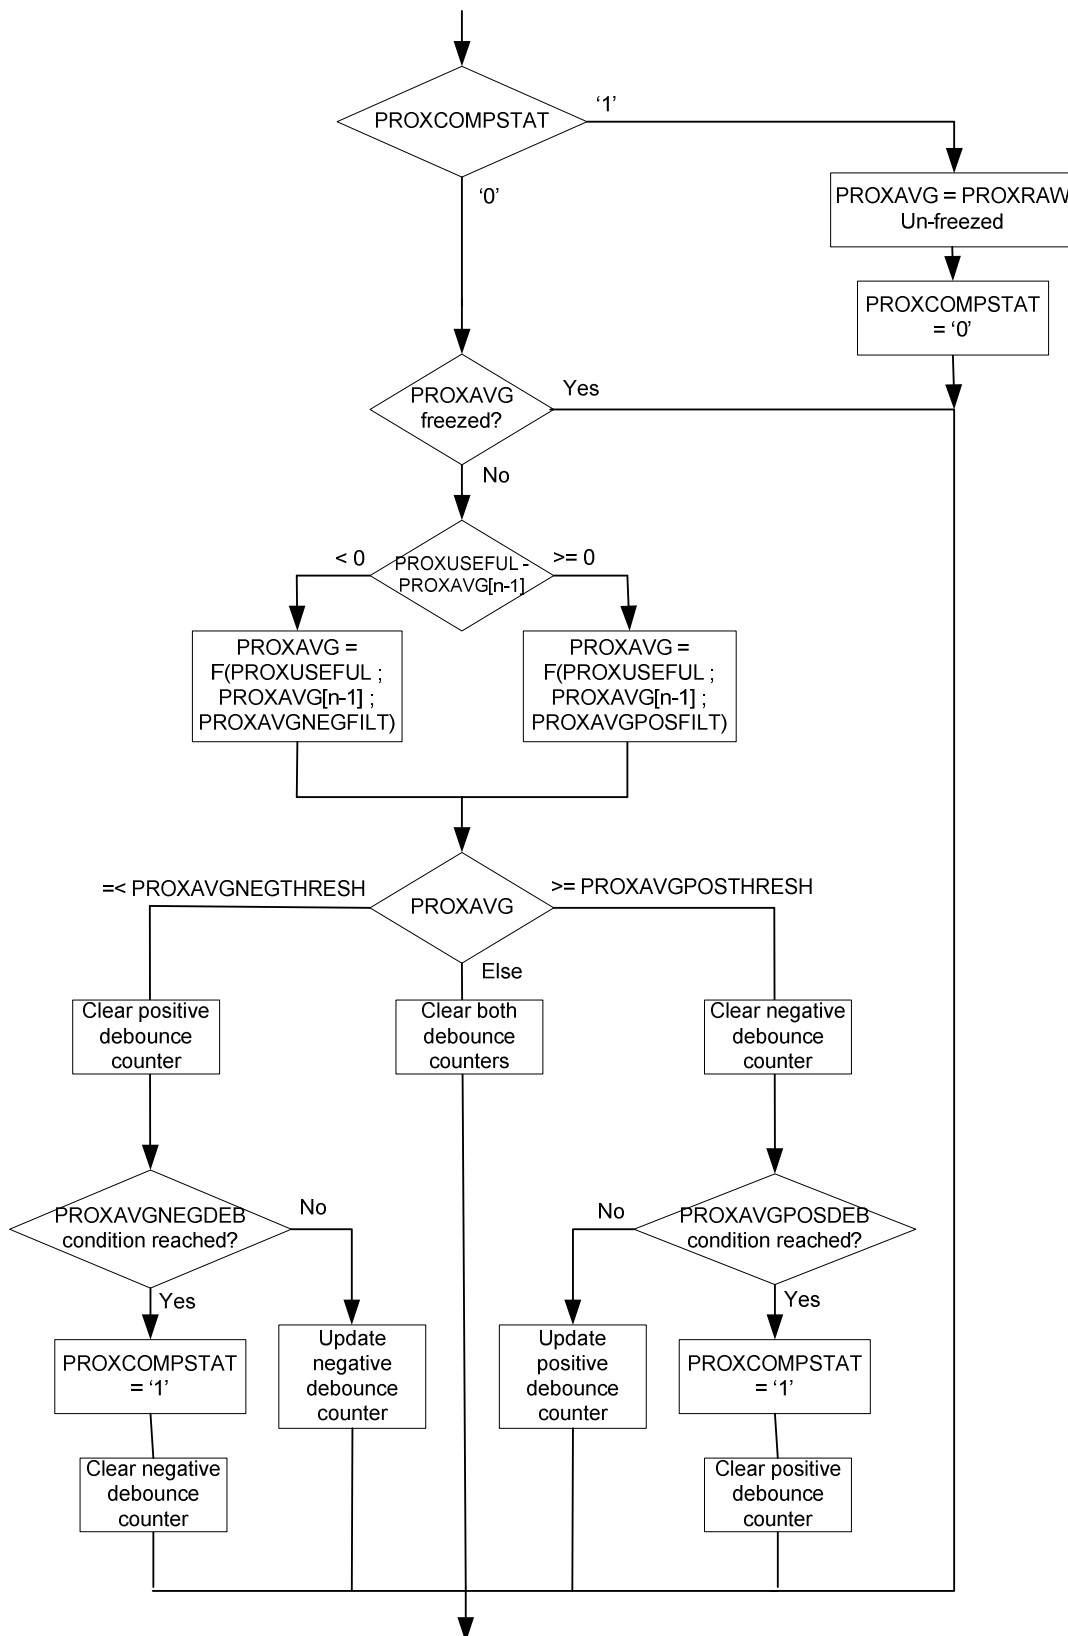 PROXCOMPSTAT
‘1’
‘0’
PROXAVG = PROXRAW
Un-freezed
PROXCOMPSTAT
= ‘0’
PROXAVG
freezed?
Yes
No
PROXUSEFUL -
PROXAVG[n-1]
< 0
>= 0
PROXAVG =
F(PROXUSEFUL ;
PROXAVG[n-1] ;
PROXAVGNEGFILT)
PROXAVG =
F(PROXUSEFUL ;
PROXAVG[n-1] ;
PROXAVGPOSFILT)
=< PROXAVGNEGTHRESH
>= PROXAVGPOSTHRESH
PROXAVG
Else
Clear positive
debounce
counter
Clear both
debounce
counters
Clear negative
debounce
counter
PROXAVGNEGDEB
condition reached?
No
Yes
No
PROXAVGPOSDEB
condition reached?
Yes
PROXCOMPSTAT
= ‘1’
Update
negative
debounce
counter
Update
positive
debounce
counter
PROXCOMPSTAT
= ‘1’
Clear negative
debounce
counter
Clear positive
debounce
counter